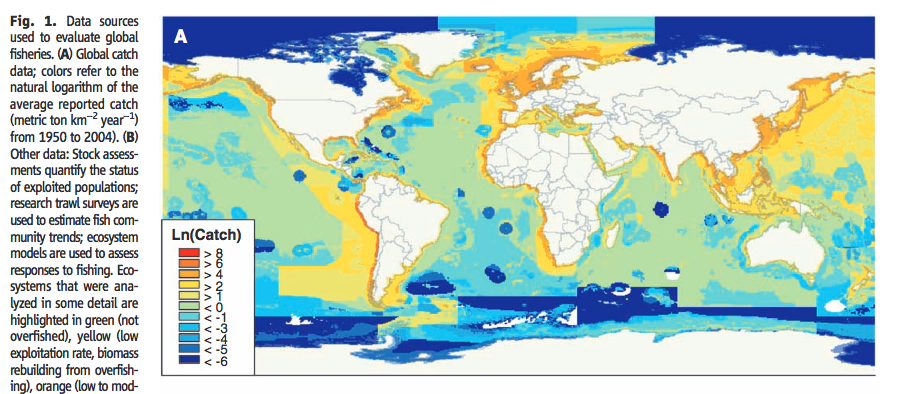 Fig. 1. Data sources
used to evaluate global
fisheries. (A) Global catch
data; colors refer to the
natural logarithm of the
average reported catch
(metric ton km−2 year−1)
from 1950 to 2004). (B)
Other data: Stock assess-
ments quantify the status
of exploited populations;
research trawl surveys are
used to estimate fish com-
munity trends; ecosystem
models are used to assess
responses to fishing. Eco-
systems that were ana-
lyzed in some detail are
highlighted in green (not
overfished), yellow (low
exploitation rate, biomass
rebuilding from overfish-
ing), orange (low to mod-
A
Ln(Catch)
> 8
> 6
> 4
> 2
> 1
< 0
< -1
< -3
< -4
< -5
< -6